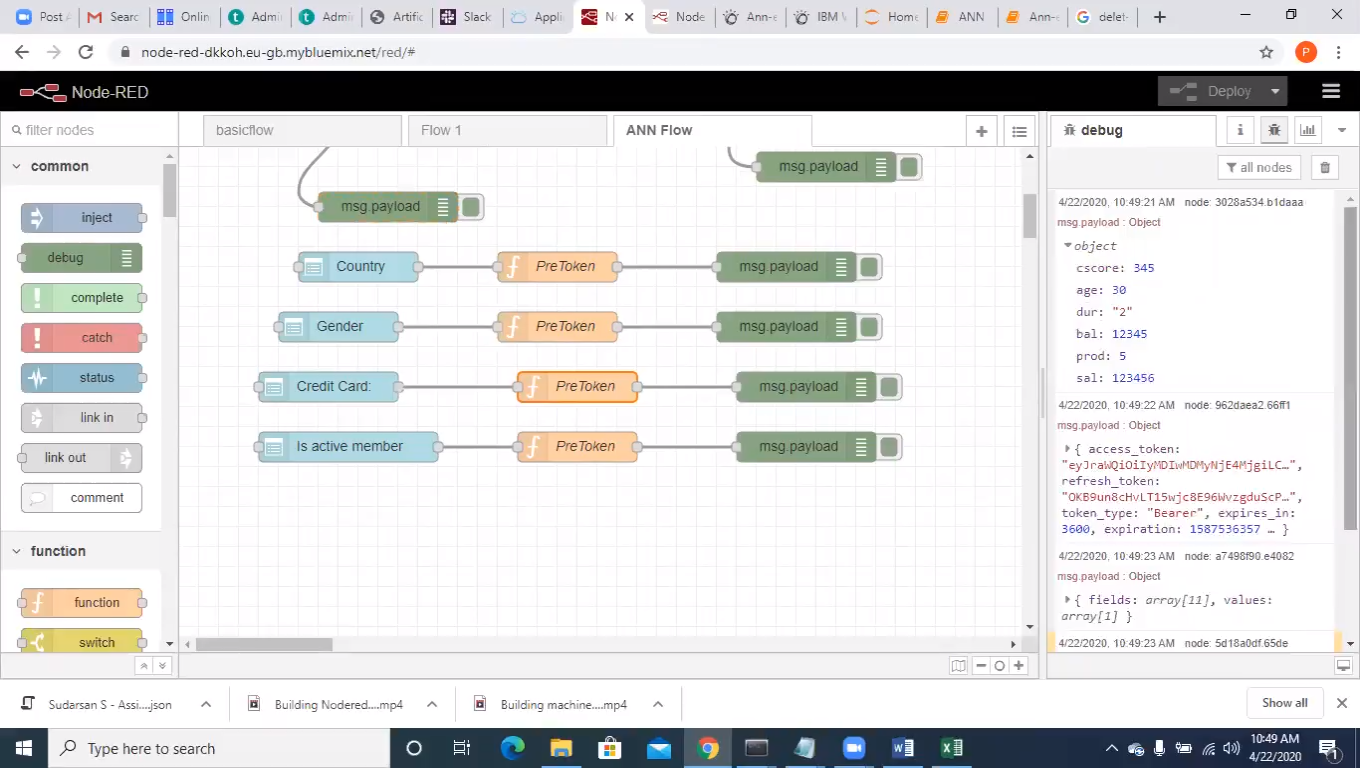 Post A
Searc
Onlin
Admi
Admi
Artific
Slack
Appli
N
Node
Ann-e
IBM V
Home
ANN
Ann-e
delet-
node-red-dkkoh.eu-gb.mybluemix.net/red/#
P
Node-RED
Deploy
filter nodes
basicflow
Flow 1
ANN Flow
debug
i
common
all nodes
inject
debug
complete
catch
status
link in
link out
comment
function
function
switch
msg.payload
msg.payload
Country
PreToken
msg.payload
Gender
PreToken
msg.payload
Credit Card:
PreToken
msg.payload
Is active member
PreToken
msg.payload
4/22/2020, 10:49:21 AM node: 3028a534.b1daaa
msg.payload : Object
object
cscore: 345
age: 30
dur: "2"
bal: 12345
prod: 5
sal: 123456
4/22/2020, 10:49:22 AM node: 962daea2.66ff1
msg.payload : Object
{ access_token:
"eyJraWQiOiIyMDIwMDMyNjE4MjgiLC…",
refresh_token:
"OKB9un8cHvLT15wjc8E96WvzgduScP…",
token_type: "Bearer", expires_in:
3600, expiration: 1587536357 … }
4/22/2020, 10:49:23 AM node: a7498f90.e4082
msg.payload : Object
{ fields: array[11], values:
array[1] }
4/22/2020, 10:49:23 AM node: 5d18a0df.65de
Sudarsan S - Assi....json
Building Nodered....mp4
Building machine....mp4
Show all
Type here to search
10:49 AM
4/22/2020
1